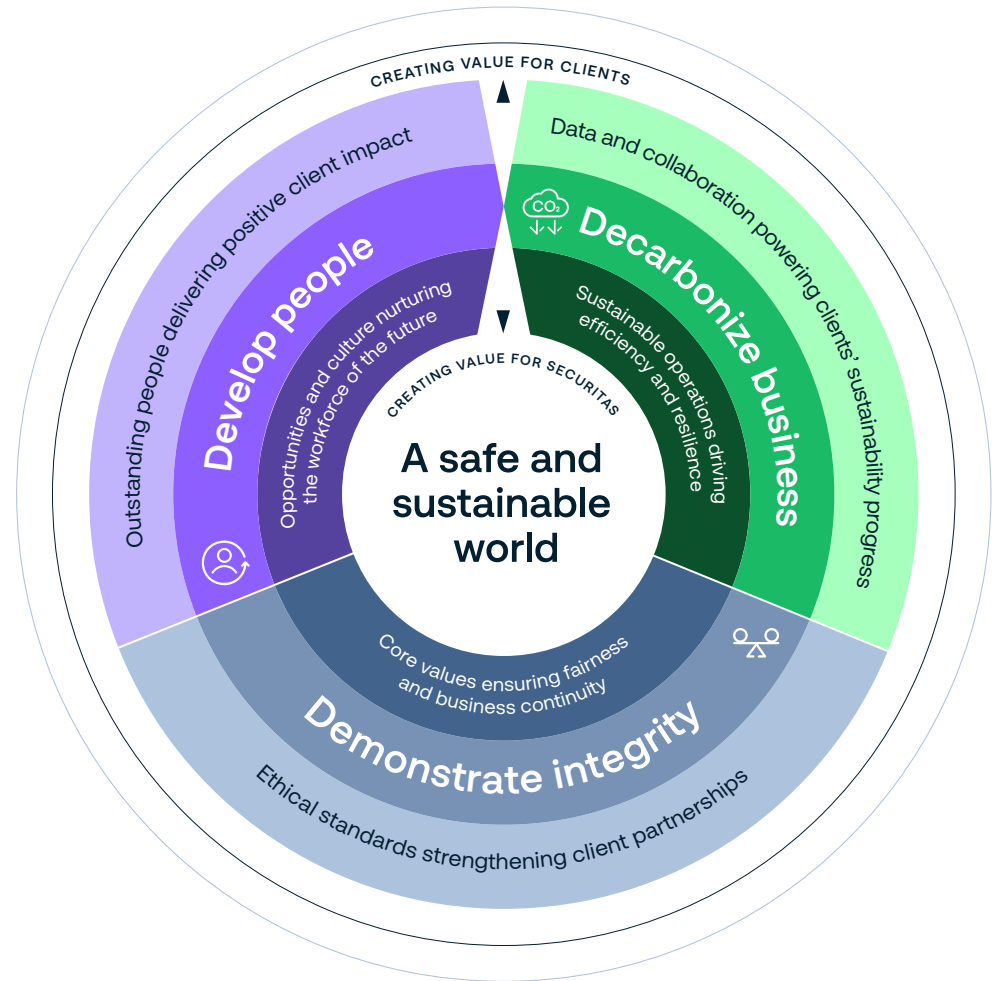 CREATING VALUE FOR CLIENTS
Outstanding people delivering positive client impact
Develop people
Opportunities and culture nurturing
the workforce of the future
Data and collaboration powering clients’ sustainability progress
CO₂
Decarbonize business
Sustainable operations driving
efficiency and resilience
CREATING VALUE FOR SECURITAS
A safe and
sustainable
world
Core values ensuring fairness
and business continuity
Demonstrate integrity
Ethical standards strengthening client partnerships